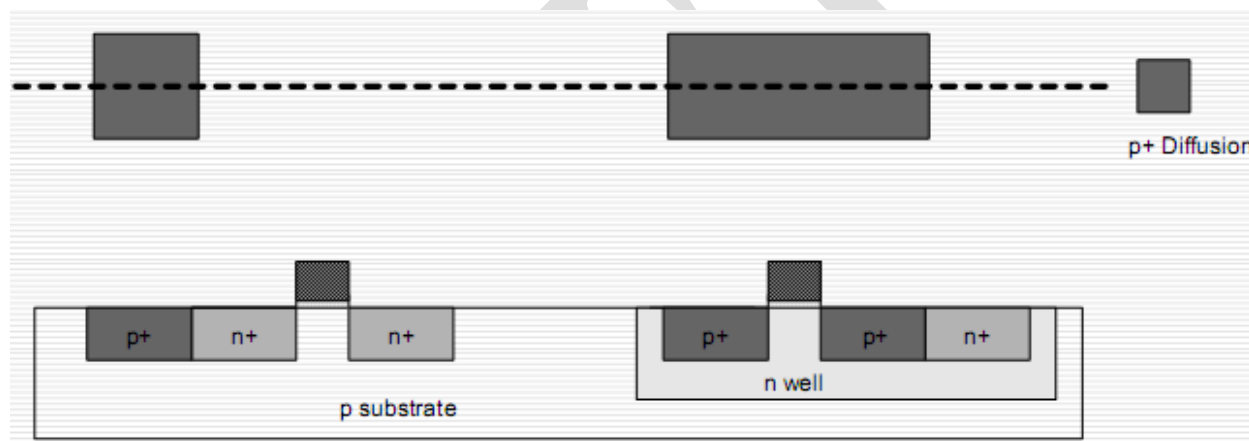 p+ Diffusion
p+ n+ n+ p+ p+ n+
n well
p substrate